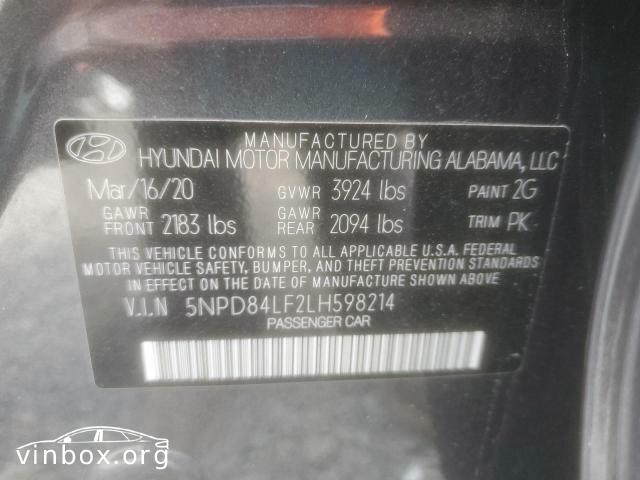 MANUFACTURED BY
HYUNDAI MOTOR MANUFACTURING ALABAMA, LLC
Mar/16/20 GVWR 3924 lbs PAINT 2G
GAWR FRONT 2183 lbs GAWR REAR 2094 lbs TRIM PK
THIS VEHICLE CONFORMS TO ALL APPLICABLE U.S.A. FEDERAL
MOTOR VEHICLE SAFETY, BUMPER, AND THEFT PREVENTION STANDARDS
IN EFFECT ON THE DATE OF MANUFACTURE SHOWN ABOVE
V.I.N 5NPD84LF2LH598214
PASSENGER CAR
vinbox.org